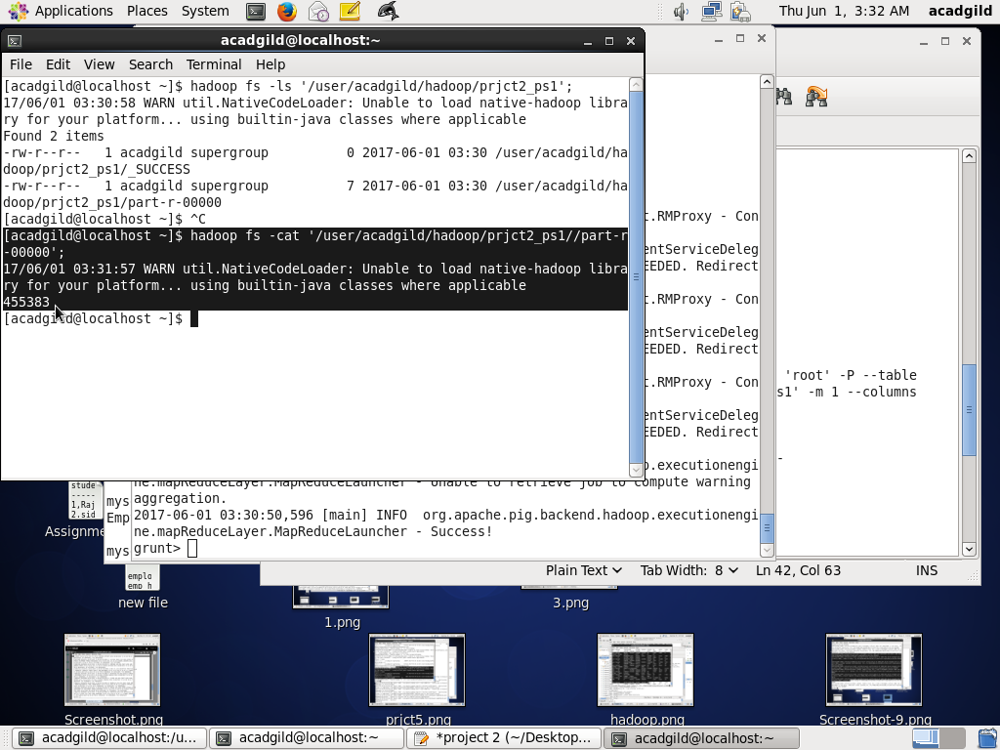 Applications Places System
Thu Jun 1, 3:32 AM acadgild
acadgild@localhost:~
File Edit View Search Terminal Help
[acadgild@localhost ~]$ hadoop fs -ls '/user/acadgild/hadoop/prjct2_ps1';
17/06/01 03:30:58 WARN util.NativeCodeLoader: Unable to load native-hadoop libra
ry for your platform... using builtin-java classes where applicable
Found 2 items
-rw-r--r--   1 acadgild supergroup          0 2017-06-01 03:30 /user/acadgild/ha
doop/prjct2_ps1/_SUCCESS
-rw-r--r--   1 acadgild supergroup          7 2017-06-01 03:30 /user/acadgild/ha
doop/prjct2_ps1/part-r-00000
[acadgild@localhost ~]$ ^C
[acadgild@localhost ~]$ hadoop fs -cat '/user/acadgild/hadoop/prjct2_ps1//part-r
-00000';
17/06/01 03:31:57 WARN util.NativeCodeLoader: Unable to load native-hadoop libra
ry for your platform... using builtin-java classes where applicable
455383
[acadgild@localhost ~]$
t.RMProxy - Con
entServiceDeleg
EEDED. Redirect
t.RMProxy - Con
entServiceDeleg
EEDED. Redirect
t.RMProxy - Con
entServiceDeleg
EEDED. Redirect
p.executionengi
ne.mapReduceLayer.MapReduceLauncher - Unable to retrieve job to compute warning
aggregation.
2017-06-01 03:30:50,596 [main] INFO  org.apache.pig.backend.hadoop.executionengi
ne.mapReduceLayer.MapReduceLauncher - Success!
grunt>
'root' -P --table
s1' -m 1 --columns
-
mys
Emp
mys
Plain Text Tab Width: 8 Ln 42, Col 63 INS
stude
-----
1,Raj
2.sid
Assignme
emplo
emp_h
new file
1.png
3.png
Screenshot.png
prjct5.png
hadoop.png
Screenshot-9.png
acadgild@localhost:/u...
acadgild@localhost:~
*project 2 (~/Desktop...
acadgild@localhost:~